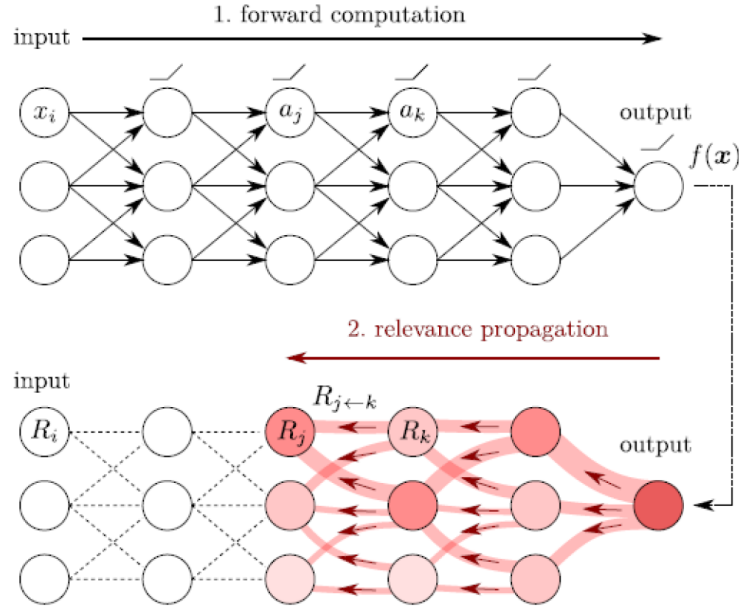 1. forward computation
input
x_i
a_j
a_k
output
f(x)
2. relevance propagation
input
R_{j←k}
R_i
R_j
R_k
output